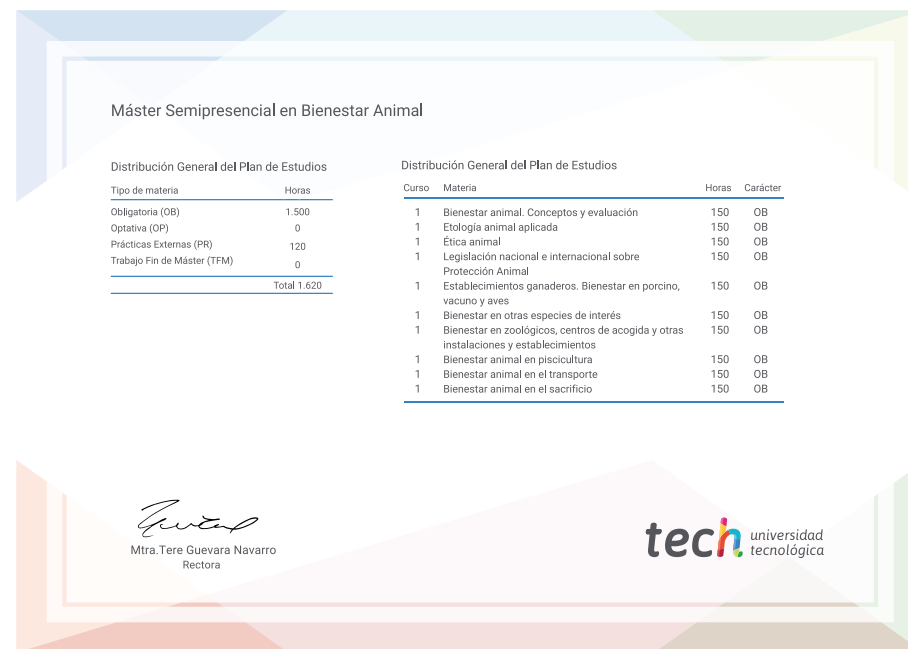 Máster Semipresencial en Bienestar Animal
Distribución General del Plan de Estudios
Tipo de materia Horas
Obligatoria (OB) 1.500
Optativa (OP) 0
Prácticas Externas (PR) 120
Trabajo Fin de Máster (TFM) 0
Total 1.620
Distribución General del Plan de Estudios
Curso Materia Horas Carácter
1 Bienestar animal. Conceptos y evaluación 150 OB
1 Etología animal aplicada 150 OB
1 Ética animal 150 OB
1 Legislación nacional e internacional sobre 150 OB
Protección Animal
1 Establecimientos ganaderos. Bienestar en porcino, 150 OB
vacuno y aves
1 Bienestar en otras especies de interés 150 OB
1 Bienestar en zoológicos, centros de acogida y otras 150 OB
instalaciones y establecimientos
1 Bienestar animal en piscicultura 150 OB
1 Bienestar animal en el transporte 150 OB
1 Bienestar animal en el sacrificio 150 OB
Mtra.Tere Guevara Navarro
Rectora
tech universidad
tecnológica